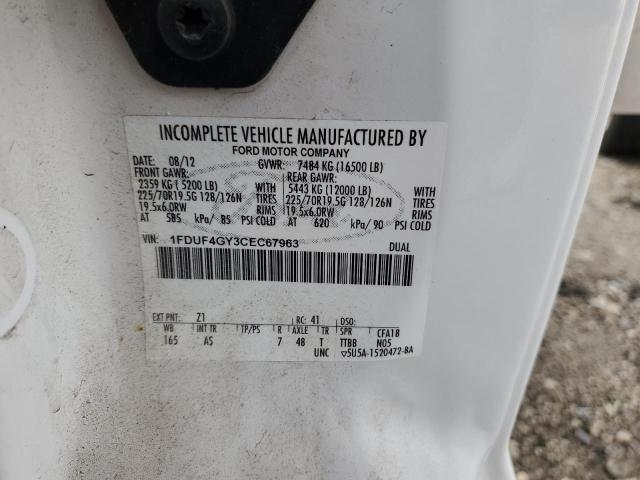 INCOMPLETE VEHICLE MANUFACTURED BY
FORD MOTOR COMPANY
DATE: 08/12 GVWR: 7484 KG (16500 LB)
FRONT GAWR: REAR GAWR:
2359 KG (5200 LB) WITH 5443 KG (12000 LB) WITH
225/70R19.5G 128/126N TIRES 225/70R19.5G 128/126N TIRES
19.5x6.0RW RIMS 19.5x6.0RW RIMS
AT 585 kPa/ 85 PSI COLD AT 620 kPa/ 90 PSI COLD
VIN: 1FDUF4GY3CEC67963 DUAL
EXT PNT: Z1 RC: 41 DSO:
WB INT TR TP/PS R AXLE TR SPR CFA18
165 AS 7 48 T TTBB N05
UNC ▽5U5A-1520472-BA